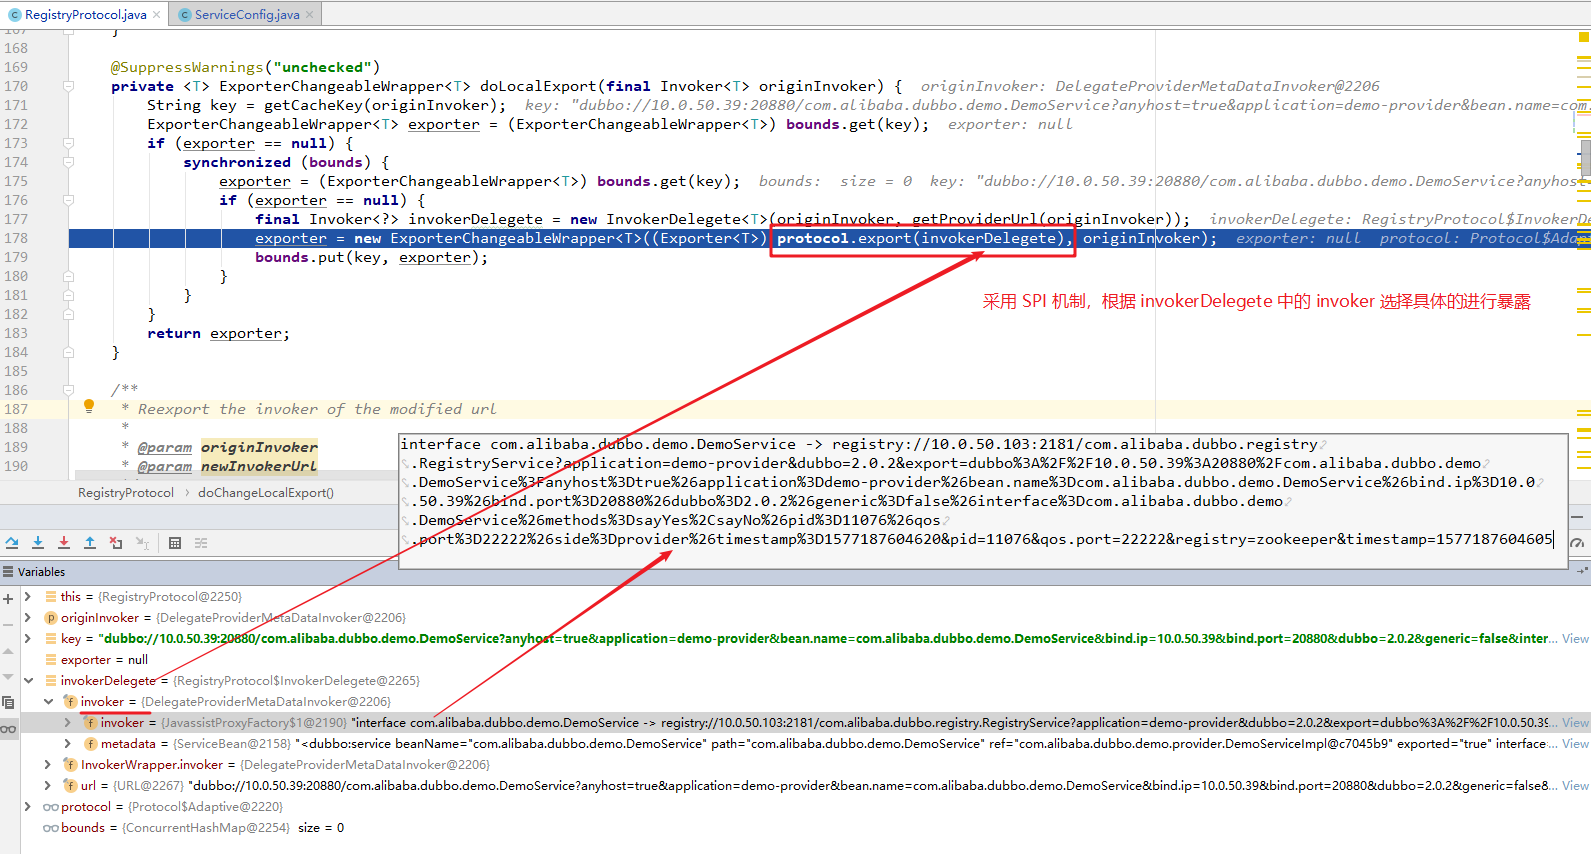 RegistryProtocol.java
ServiceConfig.java
167 }
168
169 @SuppressWarnings("unchecked")
170 private <T> ExporterChangeableWrapper<T> doLocalExport(final Invoker<T> originInvoker) { originInvoker: DelegateProviderMetaDataInvoker@2206
171 String key = getCacheKey(originInvoker); key: "dubbo://10.0.50.39:20880/com.alibaba.dubbo.demo.DemoService?anyhost=true&application=demo-provider&bean.name=com.
172 ExporterChangeableWrapper<T> exporter = (ExporterChangeableWrapper<T>) bounds.get(key); exporter: null
173 if (exporter == null) {
174 synchronized (bounds) {
175 exporter = (ExporterChangeableWrapper<T>) bounds.get(key); bounds: size = 0 key: "dubbo://10.0.50.39:20880/com.alibaba.dubbo.demo.DemoService?anyhost
176 if (exporter == null) {
177 final Invoker<?> invokerDelegete = new InvokerDelegete<T>(originInvoker, getProviderUrl(originInvoker)); invokerDelegete: RegistryProtocol$InvokerDe
178 exporter = new ExporterChangeableWrapper<T>((Exporter<T>) protocol.export(invokerDelegete), originInvoker); exporter: null protocol: Protocol$Adap
179 bounds.put(key, exporter);
180 }
181 }
182 }
采用 SPI 机制，根据 invokerDelegete 中的 invoker 选择具体的进行暴露
183 return exporter;
184 }
185
186 /**
187 * Reexport the invoker of the modified url
188 *
189 * @param originInvoker
190 * @param newInvokerUrl
interface com.alibaba.dubbo.demo.DemoService -> registry://10.0.50.103:2181/com.alibaba.dubbo.registry
.RegistryService?application=demo-provider&dubbo=2.0.2&export=dubbo%3A%2F%2F10.0.50.39%3A20880%2Fcom.alibaba.dubbo.demo
.DemoService%3Fanyhost%3Dtrue%26application%3Ddemo-provider%26bean.name%3Dcom.alibaba.dubbo.demo.DemoService%26bind.ip%3D10.0
.50.39%26bind.port%3D20880%26dubbo%3D2.0.2%26generic%3Dfalse%26interface%3Dcom.alibaba.dubbo.demo
.DemoService%26methods%3DsayYes%2CsayNo%26pid%3D11076%26qos
.port%3D22222%26side%3Dprovider%26timestamp%3D1577187604620&pid=11076&qos.port=22222&registry=zookeeper&timestamp=1577187604605
RegistryProtocol › doChangeLocalExport()
Variables
this = {RegistryProtocol@2250}
originInvoker = {DelegateProviderMetaDataInvoker@2206}
key = "dubbo://10.0.50.39:20880/com.alibaba.dubbo.demo.DemoService?anyhost=true&application=demo-provider&bean.name=com.alibaba.dubbo.demo.DemoService&bind.ip=10.0.50.39&bind.port=20880&dubbo=2.0.2&generic=false&inter... View
exporter = null
invokerDelegete = {RegistryProtocol$InvokerDelegete@2265}
invoker = {DelegateProviderMetaDataInvoker@2206}
invoker = {JavassistProxyFactory$1@2190} "interface com.alibaba.dubbo.demo.DemoService -> registry://10.0.50.103:2181/com.alibaba.dubbo.registry.RegistryService?application=demo-provider&dubbo=2.0.2&export=dubbo%3A%2F%2F10.0.50.39... View
metadata = {ServiceBean@2158} "<dubbo:service beanName="com.alibaba.dubbo.demo.DemoService" path="com.alibaba.dubbo.demo.DemoService" ref="com.alibaba.dubbo.demo.provider.DemoServiceImpl@c7045b9" exported="true" interface... View
InvokerWrapper.invoker = {DelegateProviderMetaDataInvoker@2206}
url = {URL@2267} "dubbo://10.0.50.39:20880/com.alibaba.dubbo.demo.DemoService?anyhost=true&application=demo-provider&bean.name=com.alibaba.dubbo.demo.DemoService&bind.ip=10.0.50.39&bind.port=20880&dubbo=2.0.2&generic=false&... View
protocol = {Protocol$Adaptive@2220}
bounds = {ConcurrentHashMap@2254} size = 0